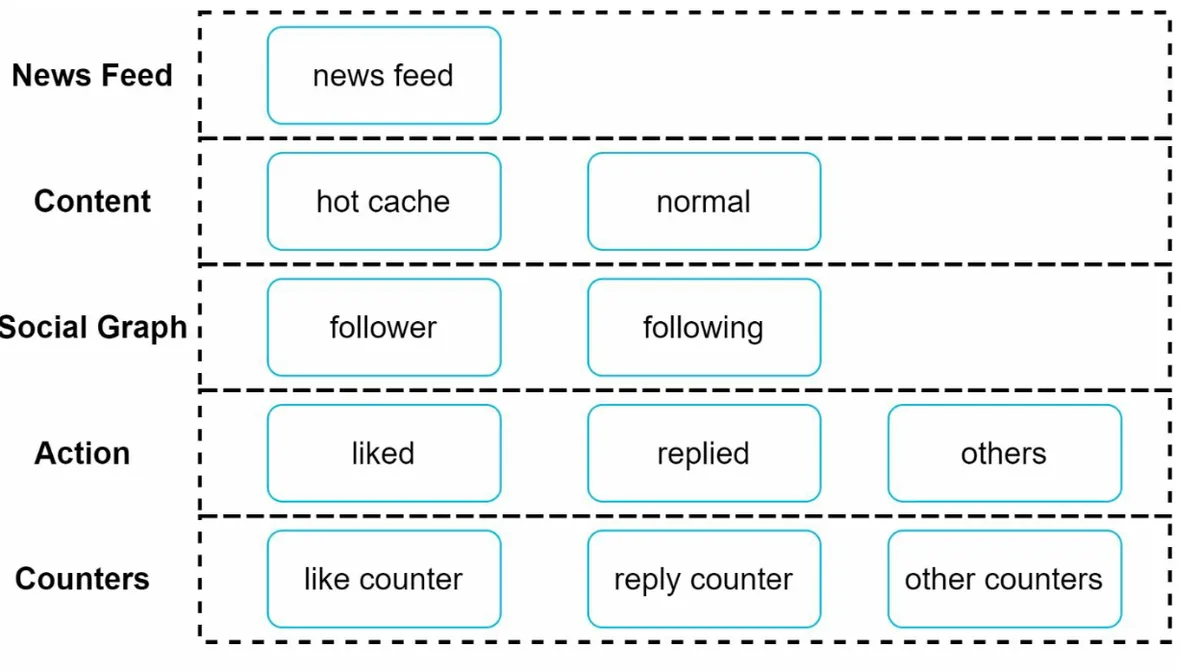 News Feed
news feed
Content
hot cache
normal
Social Graph
follower
following
Action
liked
replied
others
Counters
like counter
reply counter
other counters